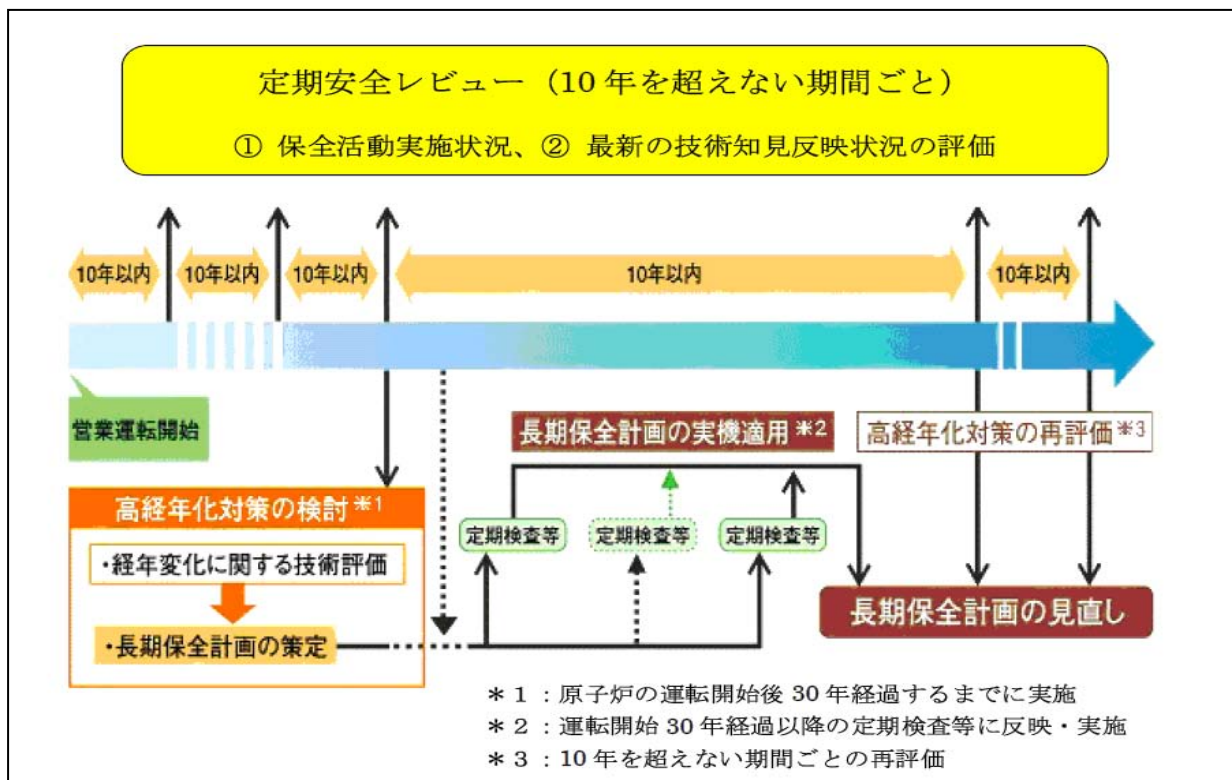 定期安全レビュー（10 年を超えない期間ごと）
① 保全活動実施状況、② 最新の技術知見反映状況の評価
10年以内
10年以内
10年以内
10年以内
10年以内
営業運転開始
長期保全計画の実機適用※2
高経年化対策の再評価※3
高経年化対策の検討※1
・経年変化に関する技術評価
・長期保全計画の策定
定期検査等
定期検査等
定期検査等
長期保全計画の見直し
＊1：原子炉の運転開始後 30 年経過するまでに実施
＊2：運転開始 30 年経過以降の定期検査等に反映・実施
＊3：10 年を超えない期間ごとの再評価